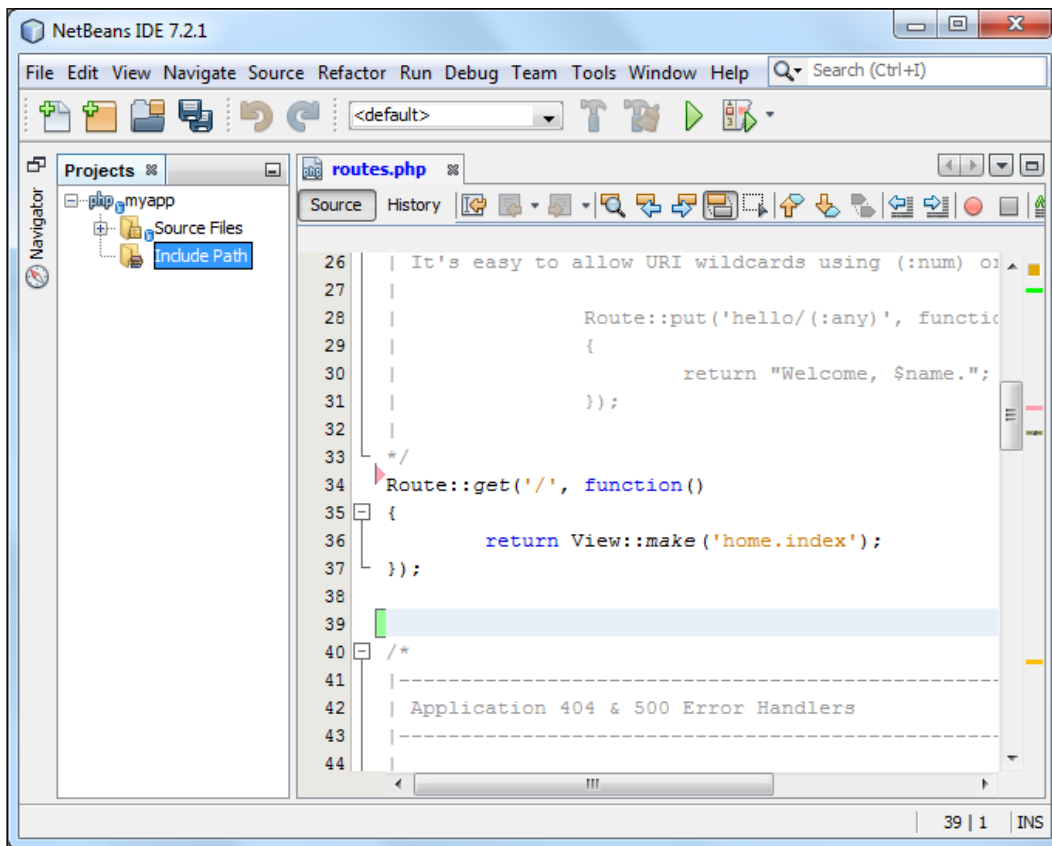 NetBeans IDE 7.2.1
File Edit View Navigate Source Refactor Run Debug Team Tools Window Help Search (Ctrl+I)
<default>
Navigator
Projects
php myapp
Source Files
Include Path
routes.php
Source History
26 | It's easy to allow URI wildcards using (:num) or
27 |
28 | Route::put('hello/(:any)', functio
29 | {
30 | return "Welcome, $name.";
31 | });
32 |
33 */
34 Route::get('/', function()
35 {
36 return View::make('home.index');
37 });
38
39
40 /*
41 |--------------------------------------------------
42 | Application 404 & 500 Error Handlers
43 |--------------------------------------------------
44 |
39 | 1 INS